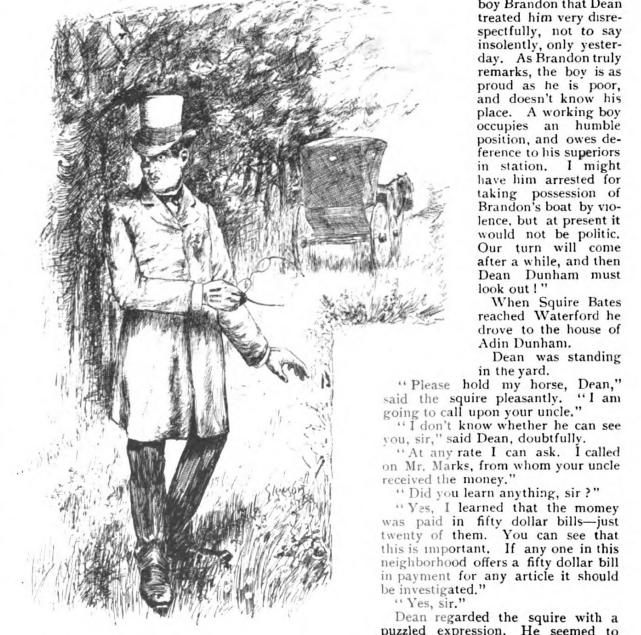 boy Brandon that Dean
treated him very disre-
spectfully, not to say
insolently, only yester-
day. As Brandon truly
remarks, the boy is as
proud as he is poor,
and doesn't know his
place. A working boy
occupies an humble
position, and owes de-
ference to his superiors
in station. I might
have him arrested for
taking possession of
Brandon's boat by vio-
lence, but at present it
would not be politic.
Our turn will come
after a while, and then
Dean Dunham must
look out!"
When Squire Bates
reached Waterford he
drove to the house of
Adin Dunham.
Dean was standing
in the yard.
"Please hold my horse, Dean,"
said the squire pleasantly. "I am
going to call upon your uncle."
"I don't know whether he can see
you, sir," said Dean, doubtfully.
"At any rate I can ask. I called
on Mr. Marks, from whom your uncle
received the money."
"Did you learn anything, sir?"
"Yes, I learned that the momey
was paid in fifty dollar bills—just
twenty of them. You can see that
this is important. If any one in this
neighborhood offers a fifty dollar bill
in payment for any article it should
be investigated."
"Yes, sir."
Dean regarded the squire with a
puzzled expression. He seemed to